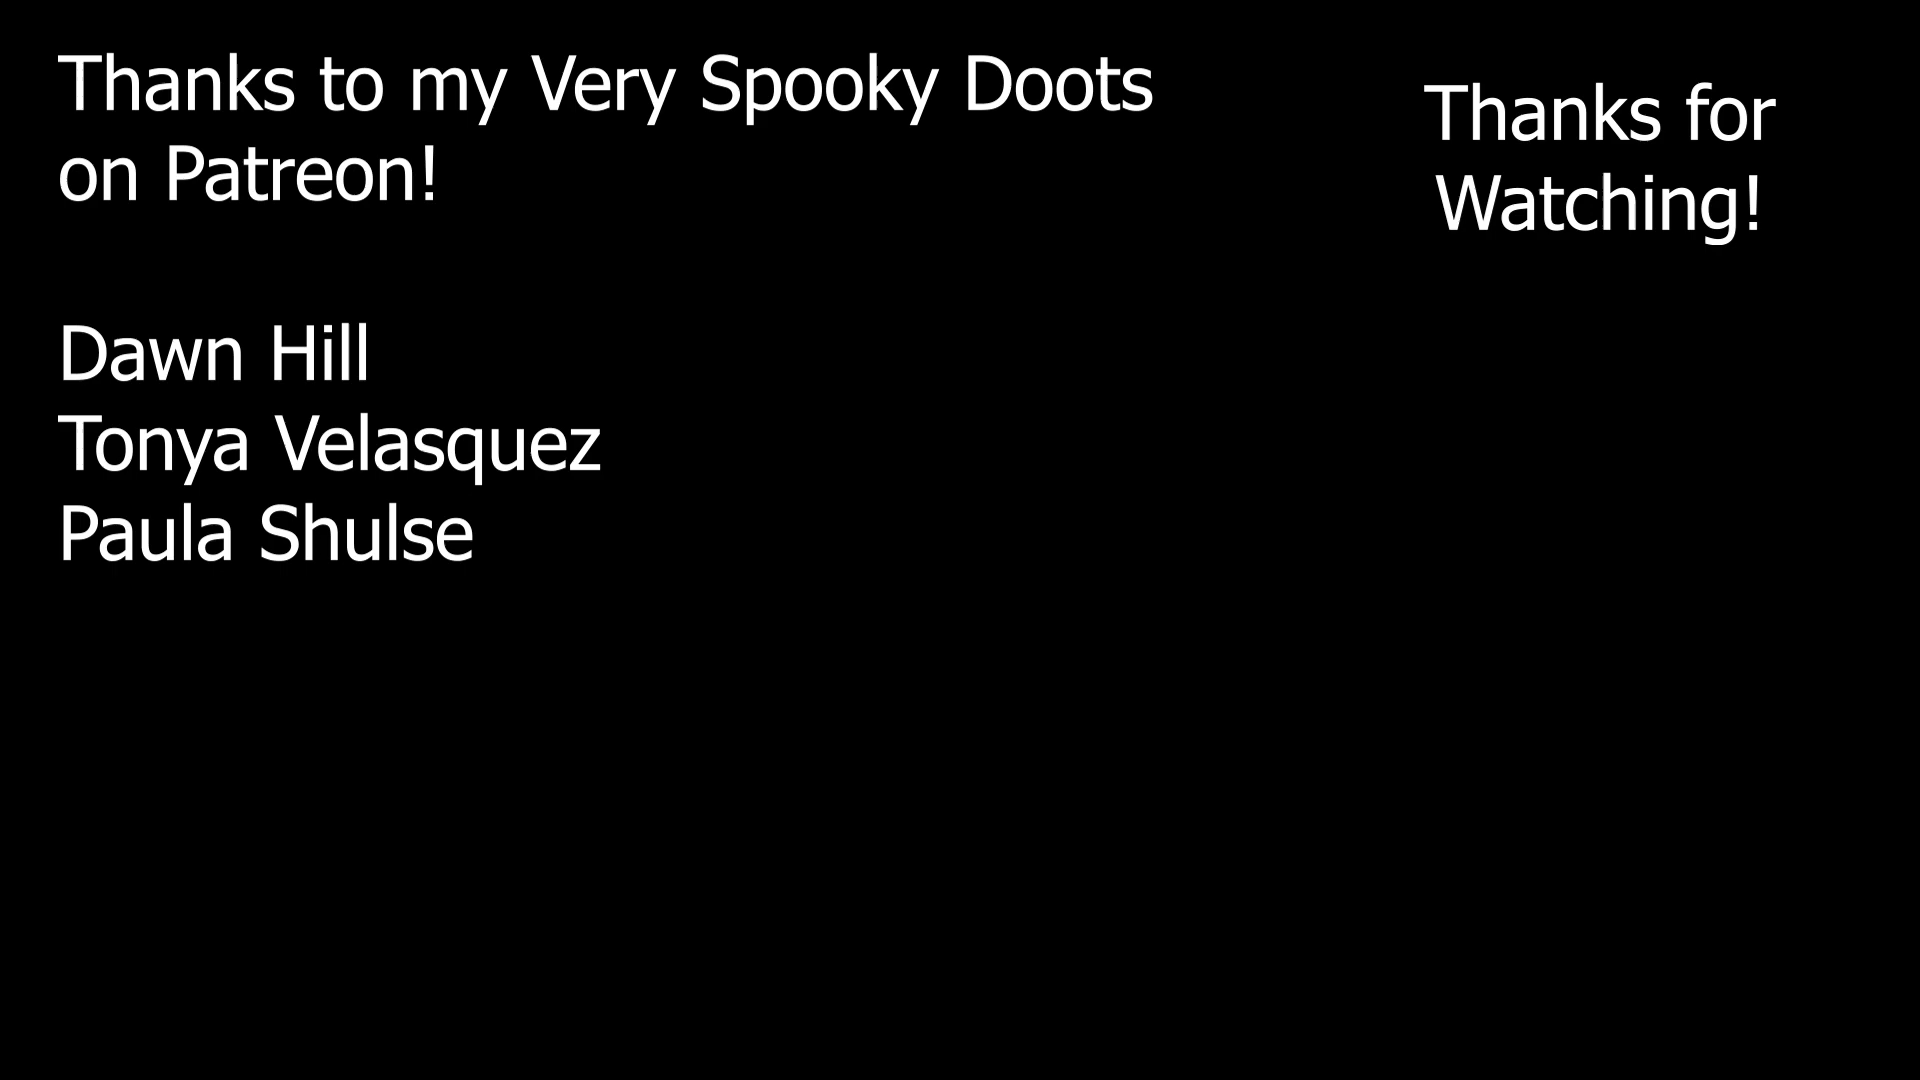 Thanks to my Very Spooky Doots
on Patreon!
Dawn Hill
Tonya Velasquez
Paula Shulse
Thanks for
Watching!